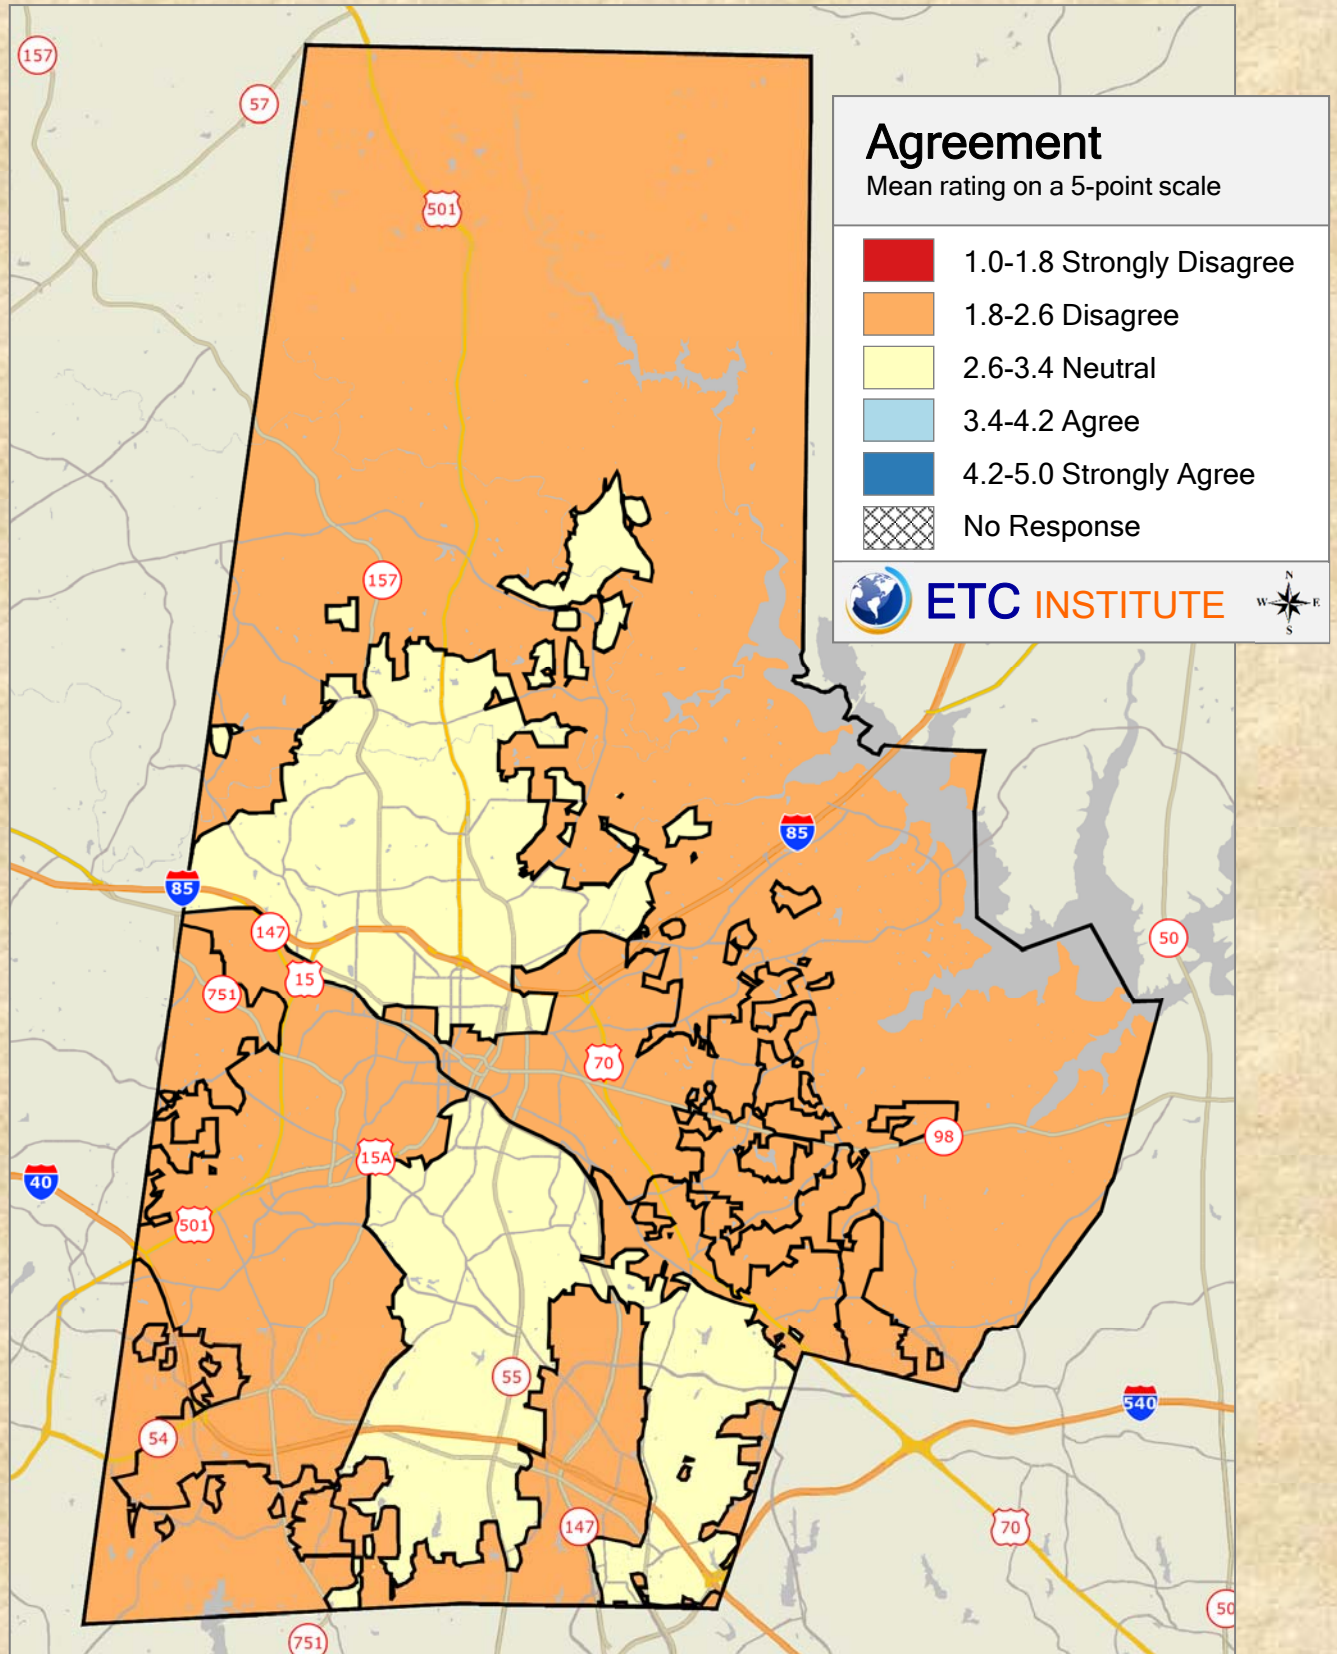 157
57
501
Agreement
Mean rating on a 5-point scale
1.0-1.8 Strongly Disagree
1.8-2.6 Disagree
2.6-3.4 Neutral
3.4-4.2 Agree
4.2-5.0 Strongly Agree
No Response
ETC INSTITUTE
N
W E
S
157
85
85
147
50
15
751
70
98
15A
40
501
55
540
54
147
70
50
751